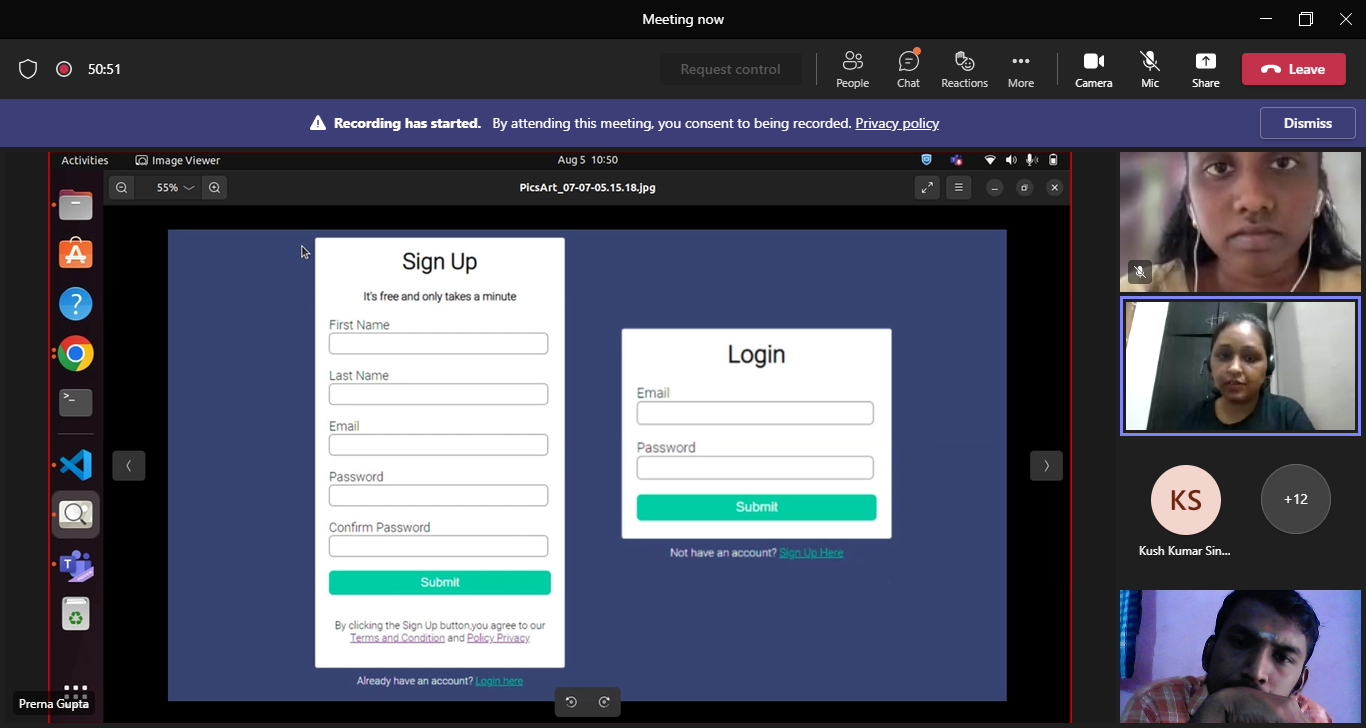 Meeting now
50:51
Request control
People
Chat
Reactions
More
Camera
Mic
Share
Leave
Recording has started. By attending this meeting, you consent to being recorded. Privacy policy
Dismiss
Activities
Image Viewer
Aug 5 10:50
55%
PicsArt_07-07-05.15.18.jpg
Sign Up
It's free and only takes a minute
First Name
Last Name
Email
Password
Confirm Password
Submit
By clicking the Sign Up button,you agree to our
Terms and Condition and Policy Privacy
Already have an account? Login here
Login
Email
Password
Submit
Not have an account? Sign Up Here
KS
+12
Kush Kumar Sin...
Prerna Gupta